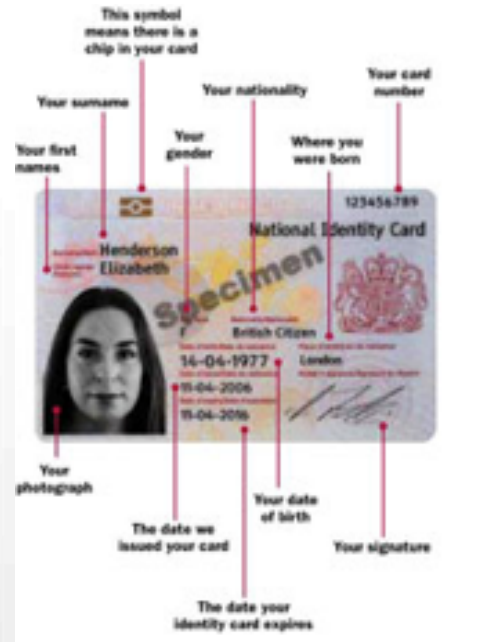 This symbol
means there is a
chip in your card
Your card
number
Your nationality
Your surname
Your
gender
Where you
were born
Your first
names
123456789
National Identity Card
Henderson
Elizabeth
Specimen
F
British Citizen
14-04-1977
London
11-04-2006
11-04-2016
Your
photograph
Your date
of birth
The date we
issued your card
Your signature
The date your
identity card expires